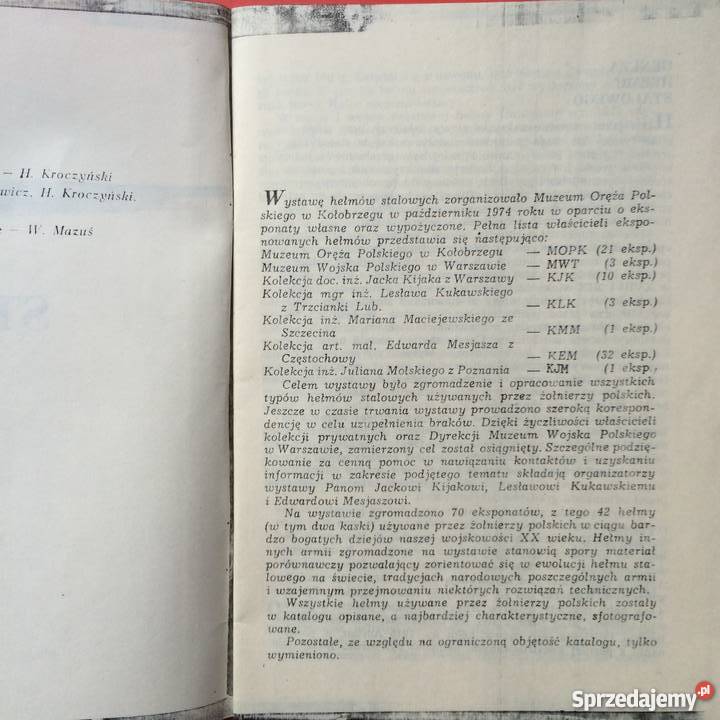 — H. Kroczyński
wicz, H. Kroczyński.
— W. Mazuś
Wystawę hełmów stalowych zorganizowało Muzeum Oręża Pol-
skiego w Kołobrzegu w październiku 1974 roku w oparciu o eks-
ponaty własne oraz wypożyczone. Pełna lista właścicieli ekspo-
nowanych hełmów przedstawia się następująco:
Muzeum Oręża Polskiego w Kołobrzegu — MOPK (21 eksp.)
Muzeum Wojska Polskiego w Warszawie — MWT (3 eksp.)
Kolekcja doc. inż. Jacka Kijaka z Warszawy — KJK (10 eksp.)
Kolekcja mgr inż. Lesława Kukawskiego
z Trzcianki Lub. — KLK (3 eksp.)
Kolekcja inż. Mariana Maciejewskiego ze
Szczecina — KMM (1 eksp.)
Kolekcja art. mal. Edwarda Mesjasza z
Częstochowy — KEM (32 eksp.)
Kolekcja inż. Juliana Molskiego z Poznania — KJM (1 eksp.
Celem wystawy było zgromadzenie i opracowanie wszystkich
typów hełmów stalowych używanych przez żołnierzy polskich.
Jeszcze w czasie trwania wystawy prowadzono szeroką korespon-
dencję w celu uzupełnienia braków. Dzięki życzliwości właścicieli
kolekcji prywatnych oraz Dyrekcji Muzeum Wojska Polskiego
w Warszawie, zamierzony cel został osiągnięty. Szczególne podzię-
kowanie za cenną pomoc w nawiązaniu kontaktów i uzyskaniu
informacji w zakresie podjętego tematu składają organizatorzy
wystawy Panom Jackowi Kijakowi, Lesławowi Kukawskiemu
i Edwardowi Mesjaszowi.
Na wystawie zgromadzono 70 eksponatów, z tego 42 hełmy
(w tym dwa kaski) używane przez żołnierzy polskich w ciągu bar-
dzo bogatych dziejów naszej wojskowości XX wieku. Hełmy in-
nych armii zgromadzone na wystawie stanowią spory materiał
porównawczy pozwalający zorientować się w ewolucji hełmu sta-
lowego na świecie, tradycjach narodowych poszczególnych armii
i wzajemnym przejmowaniu niektórych rozwiązań technicznych.
Wszystkie hełmy używane przez żołnierzy polskich zostały
w katalogu opisane, a najbardziej charakterystyczne, sfotografo-
wane.
Pozostałe, ze względu na ograniczoną objętość katalogu, tylko
wymieniono.
Sprzedajemy.pl